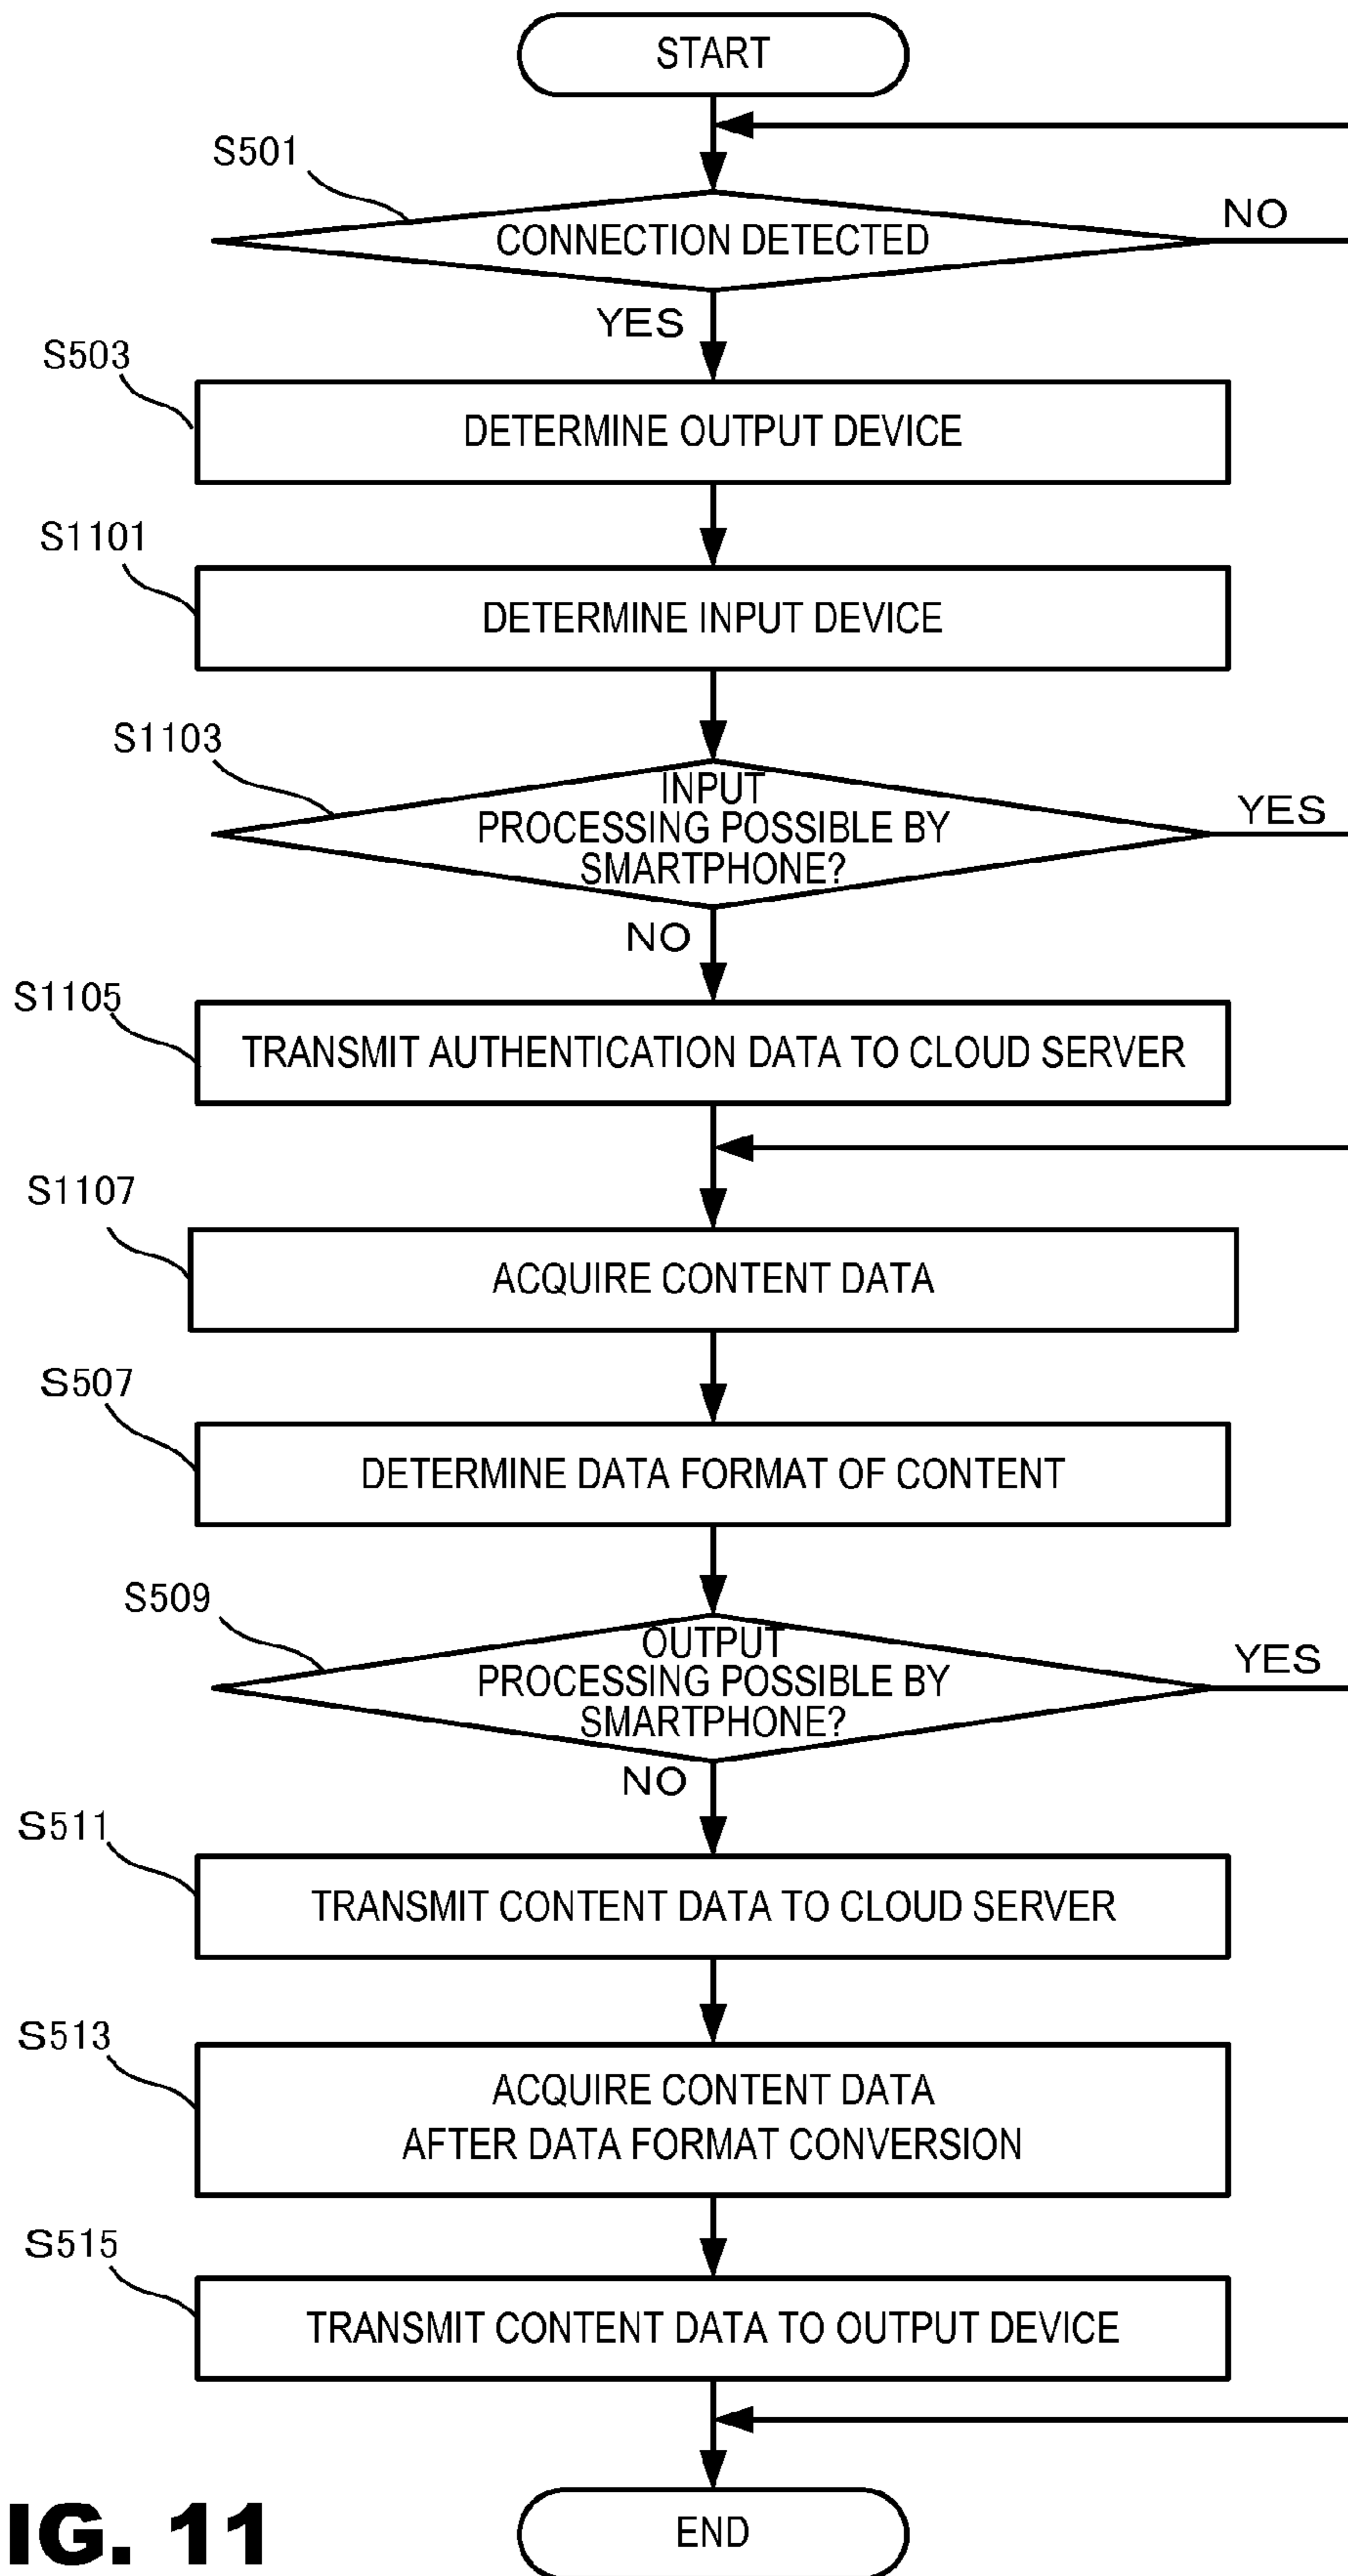 START
S501
CONNECTION DETECTED
NO
YES
S503
DETERMINE OUTPUT DEVICE
S1101
DETERMINE INPUT DEVICE
S1103
INPUT
PROCESSING POSSIBLE BY
SMARTPHONE?
YES
NO
S1105
TRANSMIT AUTHENTICATION DATA TO CLOUD SERVER
S1107
ACQUIRE CONTENT DATA
S507
DETERMINE DATA FORMAT OF CONTENT
S509
OUTPUT
PROCESSING POSSIBLE BY
SMARTPHONE?
YES
NO
S511
TRANSMIT CONTENT DATA TO CLOUD SERVER
S513
ACQUIRE CONTENT DATA
AFTER DATA FORMAT CONVERSION
S515
TRANSMIT CONTENT DATA TO OUTPUT DEVICE
END
IG. 11